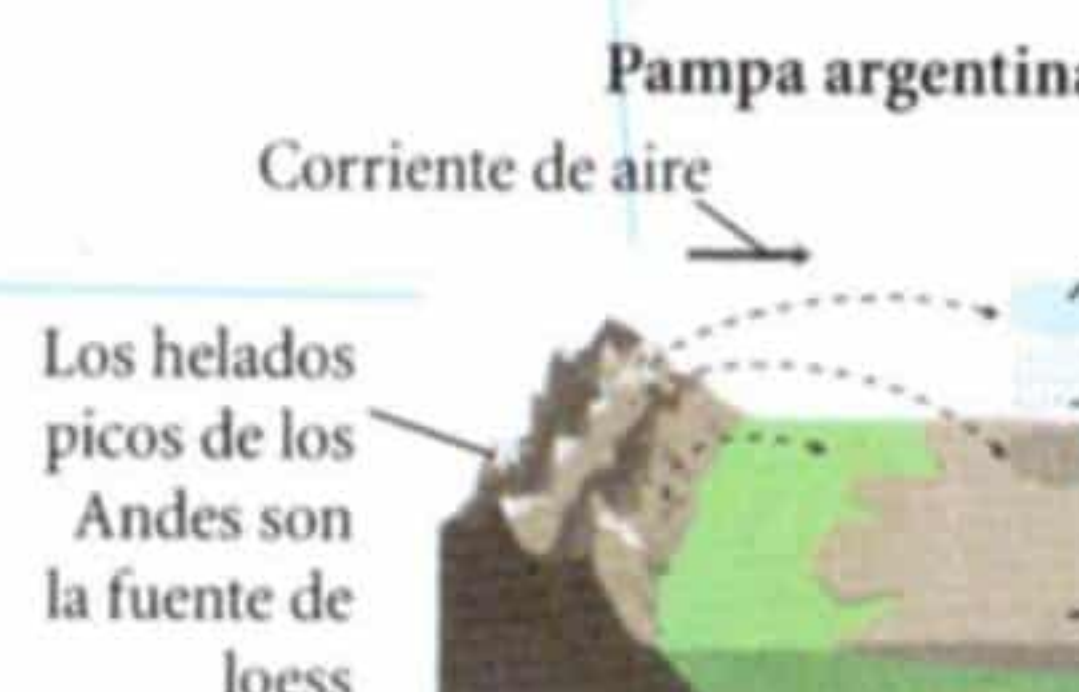 Pampa argentina
Corriente de aire
Los helados
picos de los
Andes son
la fuente de
loess